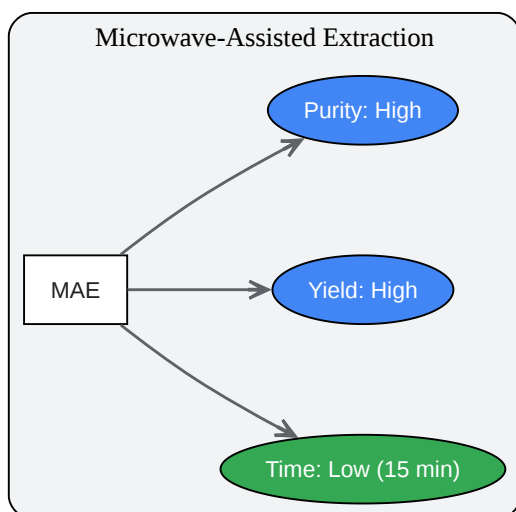 Microwave-Assisted Extraction
Purity: High
MAE
Yield: High
Time: Low (15 min)